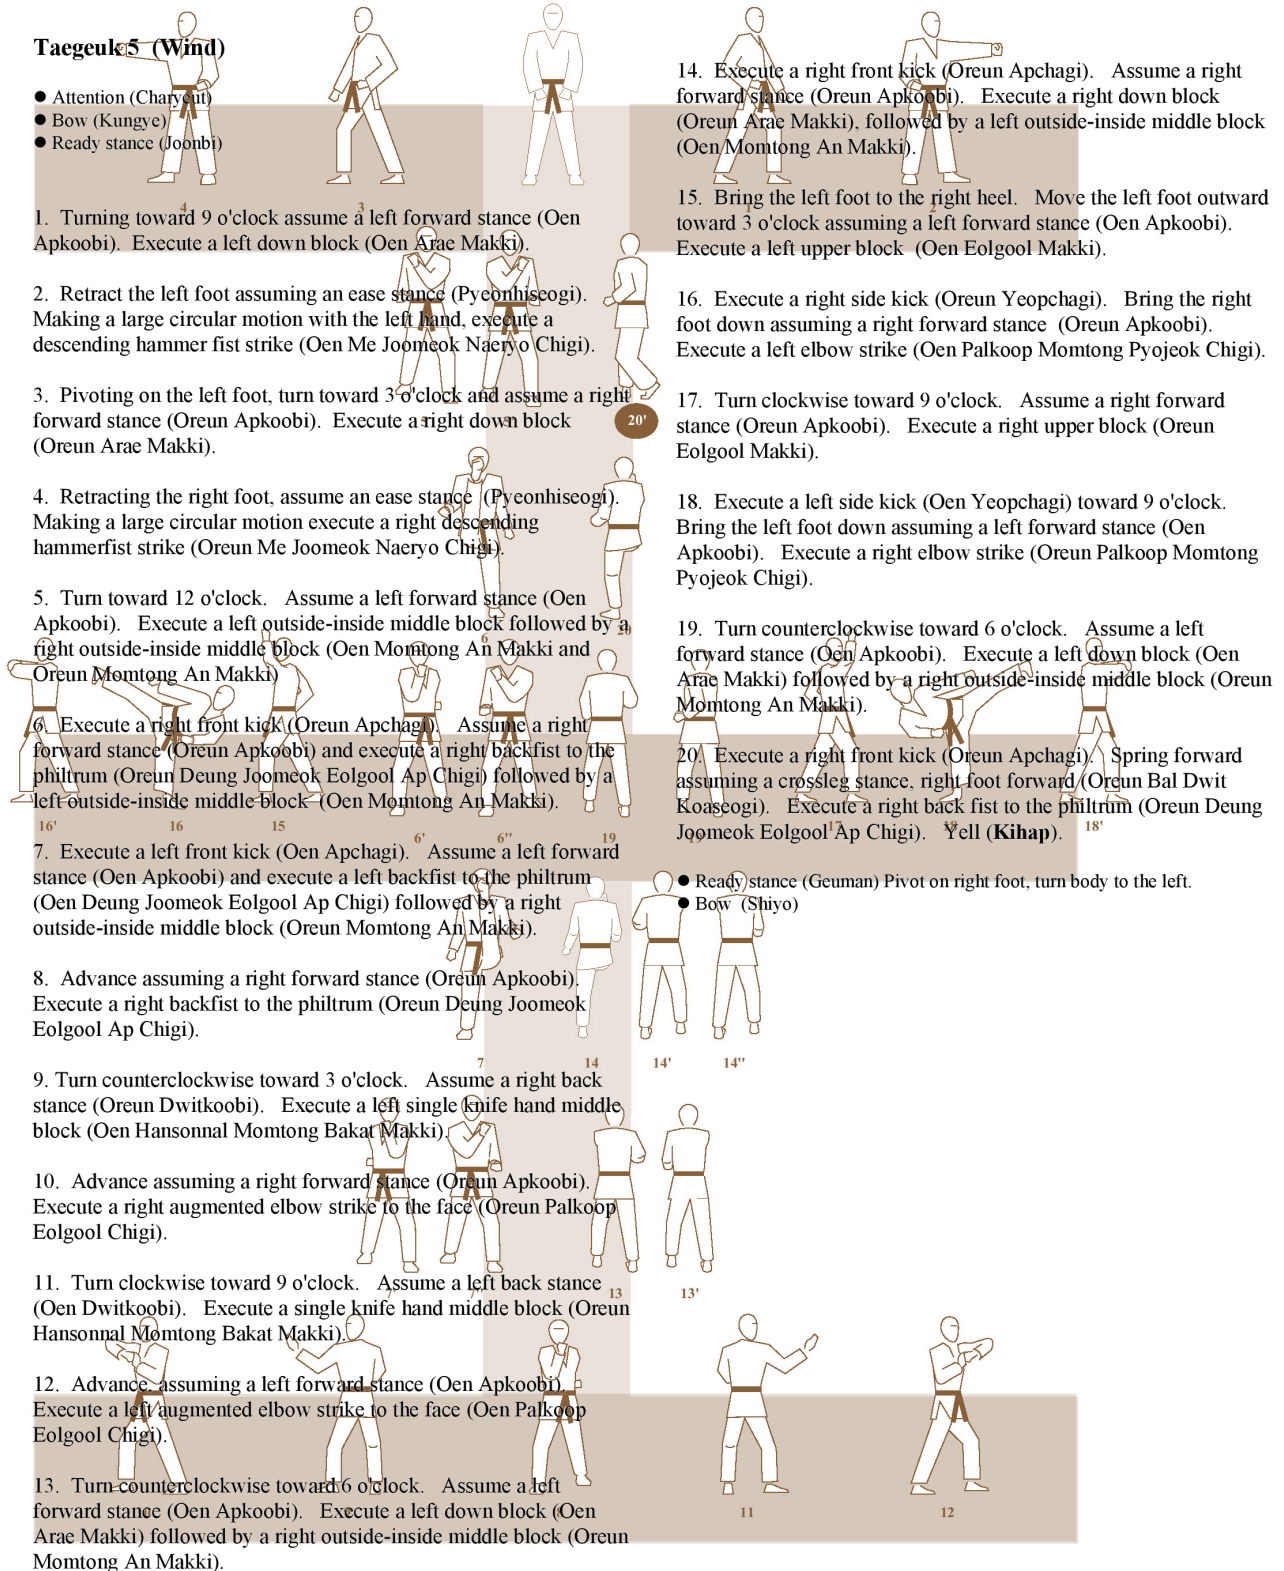 Taegeuk 5 (Wind)
● Attention (Charyeut)
● Bow (Kungye)
● Ready stance (Joonbi)
1. Turning toward 9 o'clock assume a left forward stance (Oen
Apkoobi). Execute a left down block (Oen Arae Makki).
2. Retract the left foot assuming an ease stance (Pyeonhiseogi).
Making a large circular motion with the left hand, execute a
descending hammer fist strike (Oen Me Joomeok Naeryo Chigi).
3. Pivoting on the left foot, turn toward 3 o'clock and assume a right
forward stance (Oreun Apkoobi). Execute a right down block
(Oreun Arae Makki).
4. Retracting the right foot, assume an ease stance (Pyeonhiseogi).
Making a large circular motion execute a right descending
hammerfist strike (Oreun Me Joomeok Naeryo Chigi).
5. Turn toward 12 o'clock. Assume a left forward stance (Oen
Apkoobi). Execute a left outside-inside middle block followed by a
right outside-inside middle block (Oen Momtong An Makki and
Oreun Momtong An Makki)
6. Execute a right front kick (Oreun Apchagi). Assume a right
forward stance (Oreun Apkoobi) and execute a right backfist to the
philtrum (Oreun Deung Joomeok Eolgool Ap Chigi) followed by a
left outside-inside middle block (Oen Momtong An Makki).
7. Execute a left front kick (Oen Apchagi). Assume a left forward
stance (Oen Apkoobi) and execute a left backfist to the philtrum
(Oen Deung Joomeok Eolgool Ap Chigi) followed by a right
outside-inside middle block (Oreun Momtong An Makki).
8. Advance assuming a right forward stance (Oreun Apkoobi).
Execute a right backfist to the philtrum (Oreun Deung Joomeok
Eolgool Ap Chigi).
9. Turn counterclockwise toward 3 o'clock. Assume a right back
stance (Oreun Dwitkoobi). Execute a left single knife hand middle
block (Oen Hansonnal Momtong Bakat Makki).
10. Advance assuming a right forward stance (Oreun Apkoobi).
Execute a right augmented elbow strike to the face (Oreun Palkoop
Eolgool Chigi).
11. Turn clockwise toward 9 o'clock. Assume a left back stance
(Oen Dwitkoobi). Execute a single knife hand middle block (Oreun
Hansonnal Momtong Bakat Makki).
12. Advance, assuming a left forward stance (Oen Apkoobi).
Execute a left augmented elbow strike to the face (Oen Palkoop
Eolgool Chigi).
13. Turn counterclockwise toward 6 o'clock. Assume a left
forward stance (Oen Apkoobi). Execute a left down block (Oen
Arae Makki) followed by a right outside-inside middle block (Oreun
Momtong An Makki).
14. Execute a right front kick (Oreun Apchagi). Assume a right
forward stance (Oreun Apkoobi). Execute a right down block
(Oreun Arae Makki), followed by a left outside-inside middle block
(Oen Momtong An Makki).
15. Bring the left foot to the right heel. Move the left foot outward
toward 3 o'clock assuming a left forward stance (Oen Apkoobi).
Execute a left upper block (Oen Eolgool Makki).
16. Execute a right side kick (Oreun Yeopchagi). Bring the right
foot down assuming a right forward stance (Oreun Apkoobi).
Execute a left elbow strike (Oen Palkoop Momtong Pyojeok Chigi).
17. Turn clockwise toward 9 o'clock. Assume a right forward
stance (Oreun Apkoobi). Execute a right upper block (Oreun
Eolgool Makki).
18. Execute a left side kick (Oen Yeopchagi) toward 9 o'clock.
Bring the left foot down assuming a left forward stance (Oen
Apkoobi). Execute a right elbow strike (Oreun Palkoop Momtong
Pyojeok Chigi).
19. Turn counterclockwise toward 6 o'clock. Assume a left
forward stance (Oen Apkoobi). Execute a left down block (Oen
Arae Makki) followed by a right outside-inside middle block (Oreun
Momtong An Makki).
20. Execute a right front kick (Oreun Apchagi). Spring forward
assuming a crossleg stance, right foot forward (Oreun Bal Dwit
Koaseogi). Execute a right back fist to the philtrum (Oreun Deung
Joomeok Eolgool Ap Chigi). Yell (Kihap).
● Ready stance (Geuman) Pivot on right foot, turn body to the left.
● Bow (Shiyo)
4 3 1 2
20'
6 20
16' 16 15 6' 6" 19 17 18 18'
7 14 14' 14"
13 13'
11 12